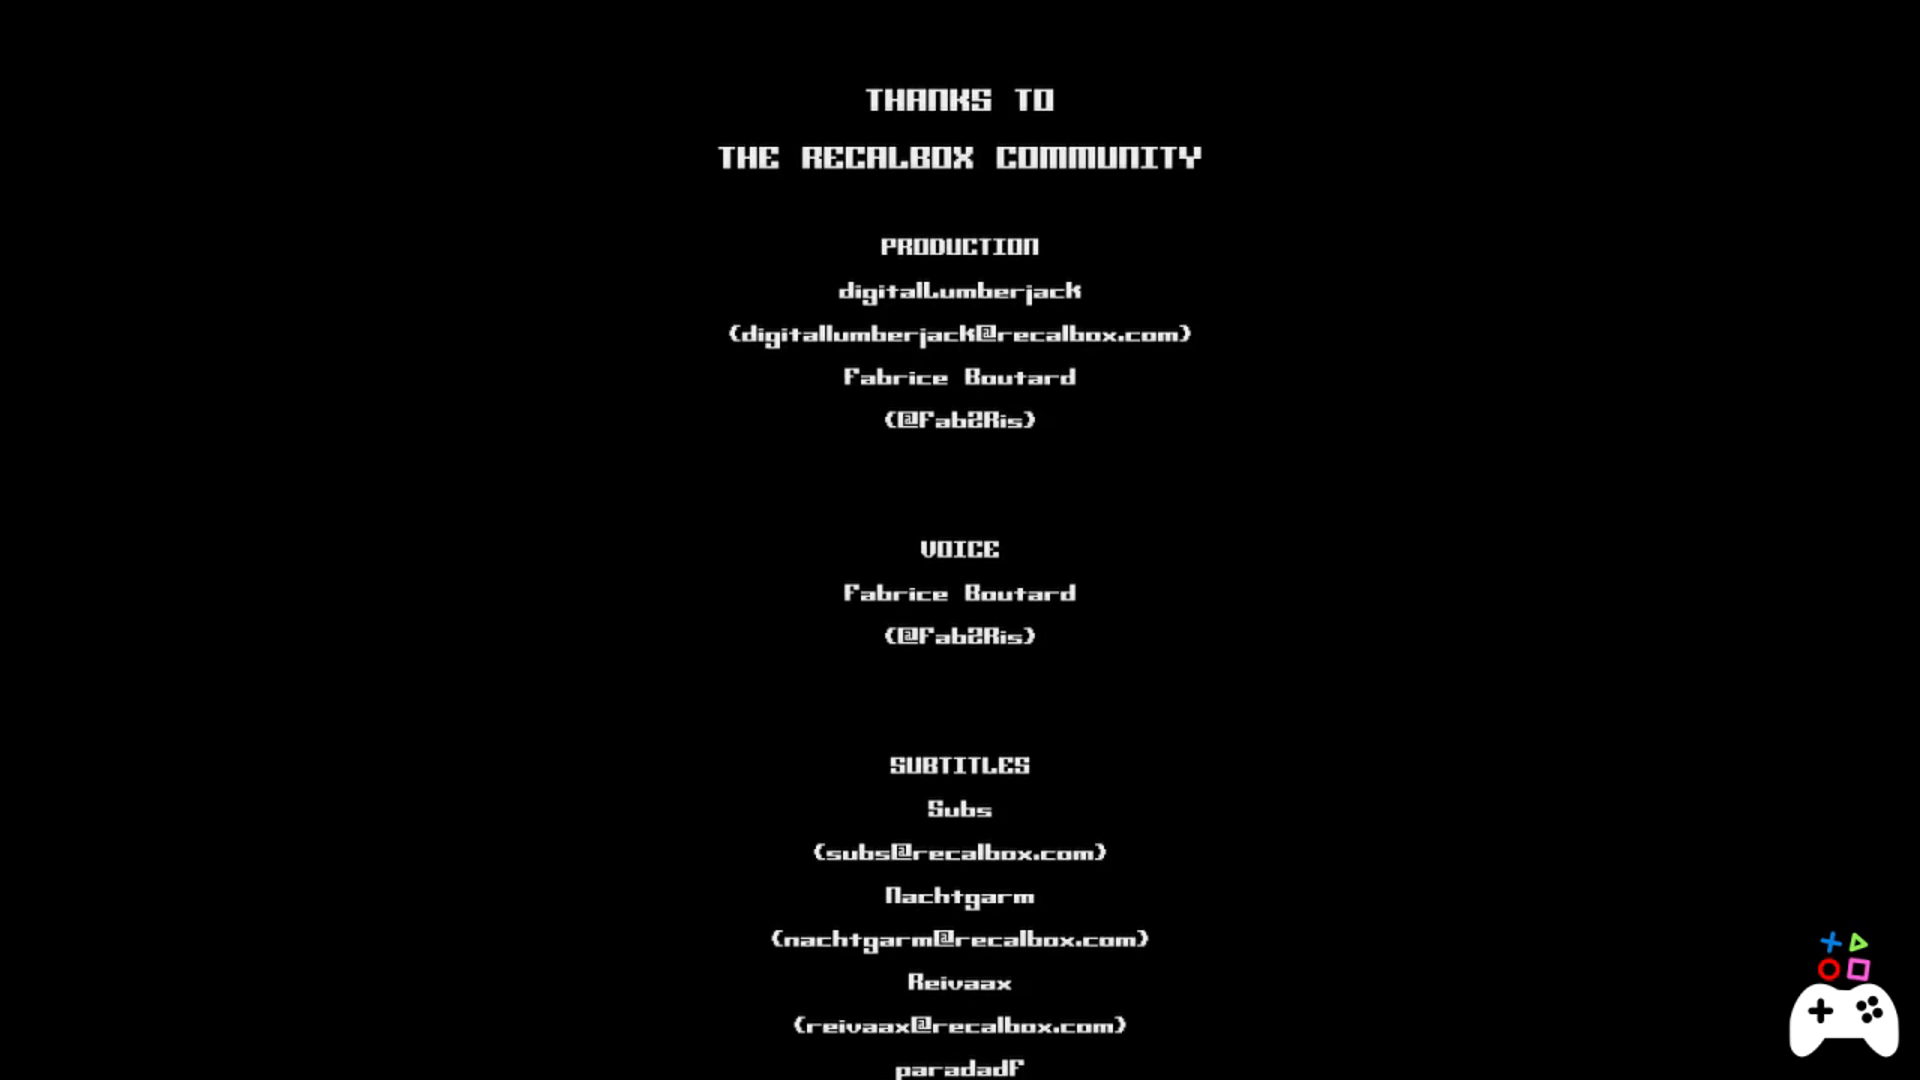 THANKS TO
THE RECALBOX COMMUNITY
PRODUCTION
digitalLumberjack
(digitallumberjack@recalbox.com)
Fabrice Boutard
(@Fab2Ris)
VOICE
Fabrice Boutard
(@Fab2Ris)
SUBTITLES
Subs
(subs@recalbox.com)
Nachtgarm
(nachtgarm@recalbox.com)
Reivaax
(reivaax@recalbox.com)
paradadf